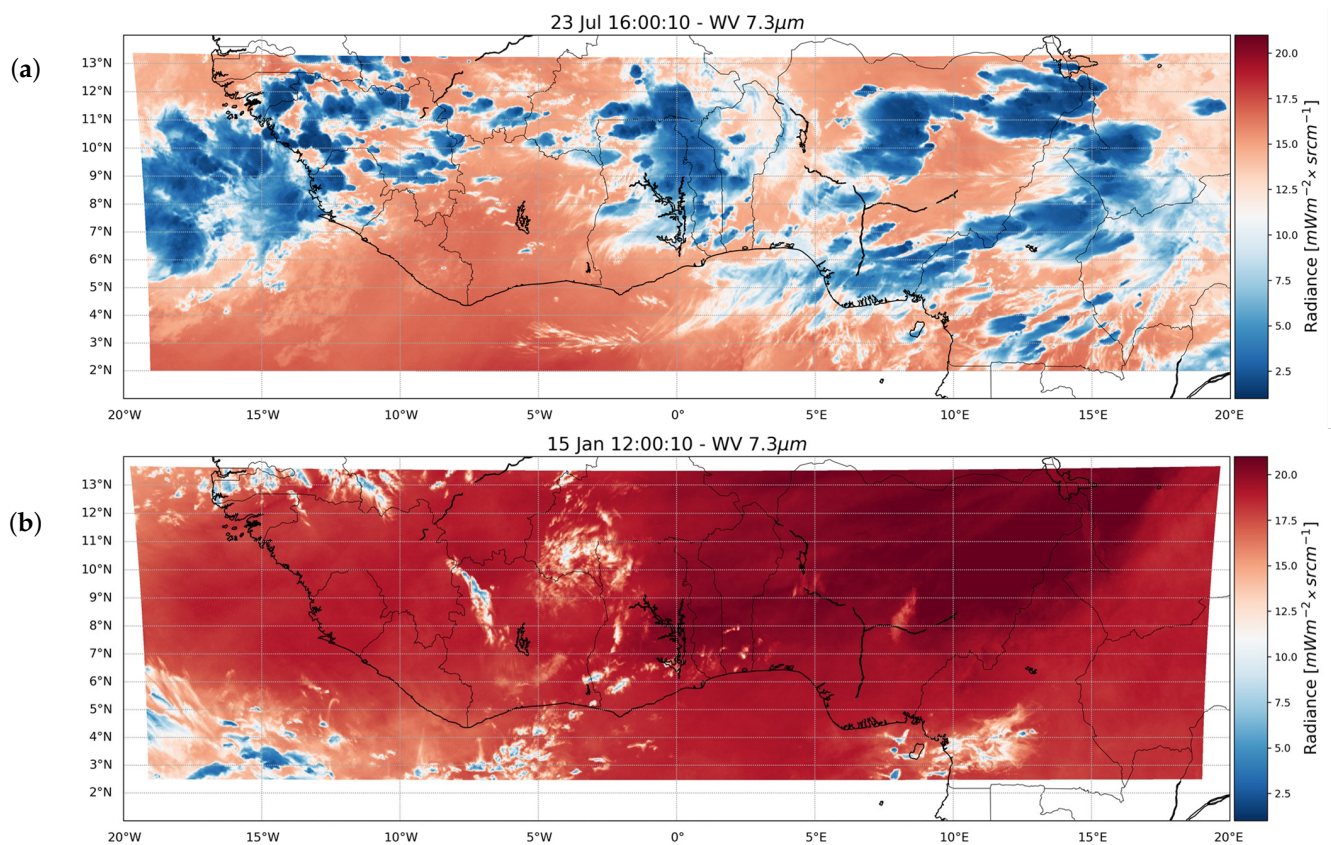 23 Jul 16:00:10 - WV 7.3μm
(a)
13°N
12°N
11°N
10°N
9°N
8°N
7°N
6°N
5°N
4°N
3°N
2°N
20°W 15°W 10°W 5°W 0° 5°E 10°E 15°E 20°E
20.0
17.5
15.0
12.5
10.0
7.5
5.0
2.5
Radiance [mWm⁻²x srcm⁻¹]
15 Jan 12:00:10 - WV 7.3μm
(b)
13°N
12°N
11°N
10°N
9°N
8°N
7°N
6°N
5°N
4°N
3°N
2°N
20°W 15°W 10°W 5°W 0° 5°E 10°E 15°E 20°E
20.0
17.5
15.0
12.5
10.0
7.5
5.0
2.5
Radiance [mWm⁻²x srcm⁻¹]